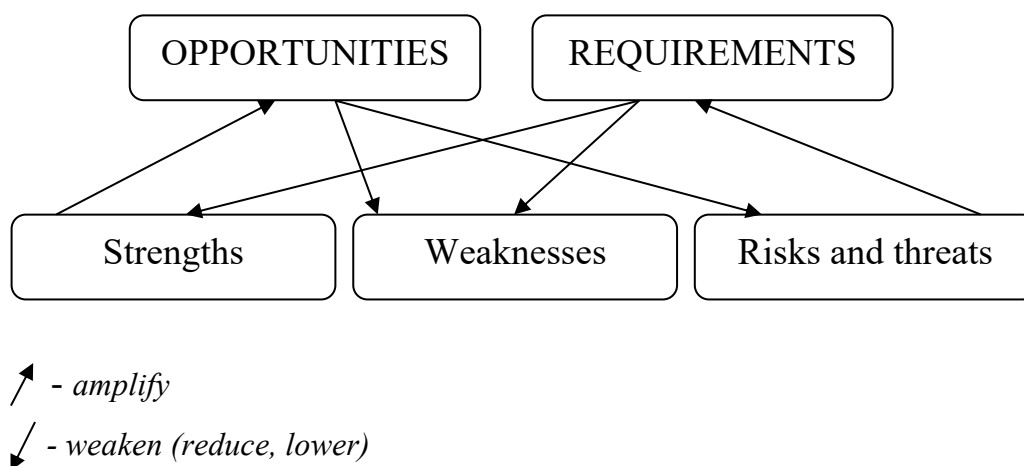 OPPORTUNITIES
REQUIREMENTS
Strengths
Weaknesses
Risks and threats
- amplify
- weaken (reduce, lower)